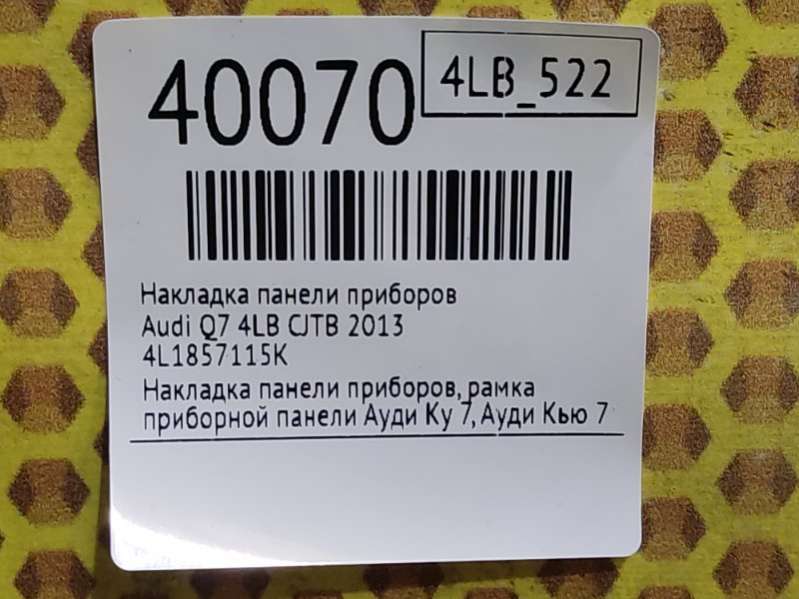 40070
4LB_522
Накладка панели приборов
Audi Q7 4LB CJTB 2013
4L1857115K
Накладка панели приборов, рамка
приборной панели Ауди Ку 7, Ауди Кью 7